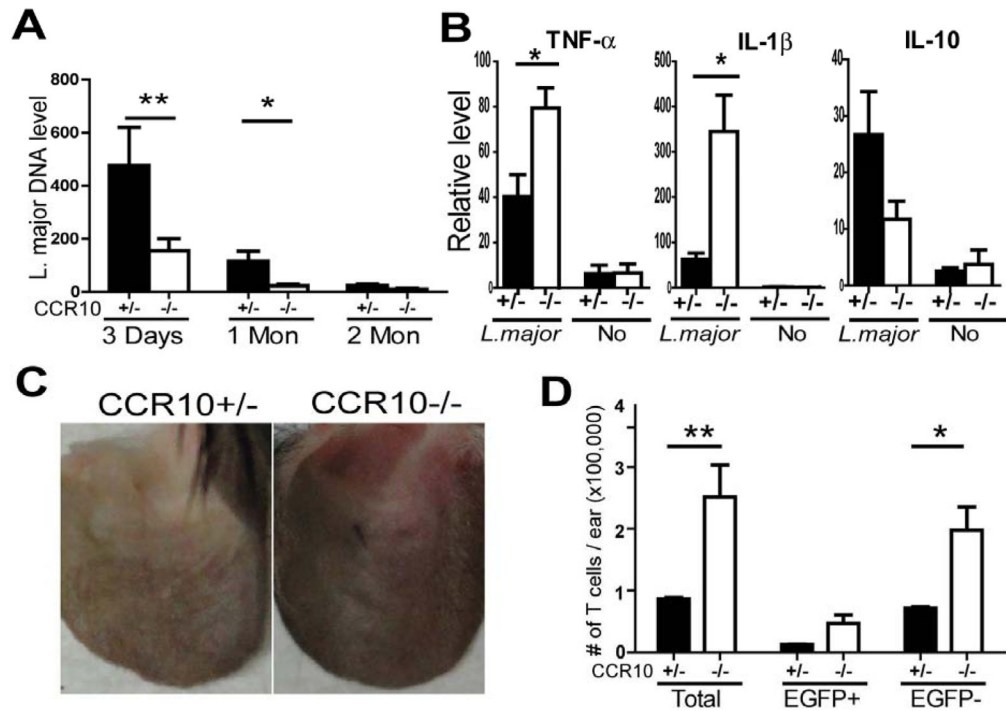 A
L. major DNA level
800
600
400
200
0
**
*
CCR10 +/- -/- +/- -/- +/- -/-
3 Days 1 Mon 2 Mon
B
TNF-α IL-1β IL-10
Relative level
100
80
60
40
20
0
*
+/- -/- +/- -/-
L.major No
500
400
300
200
100
0
*
+/- -/- +/- -/-
L.major No
40
30
20
10
0
+/- -/- +/- -/-
L.major No
C
CCR10+/- CCR10-/-
D
# of T cells / ear (x100,000)
4
3
2
1
0
**
*
CCR10 +/- -/- +/- -/- +/- -/-
Total EGFP+ EGFP-